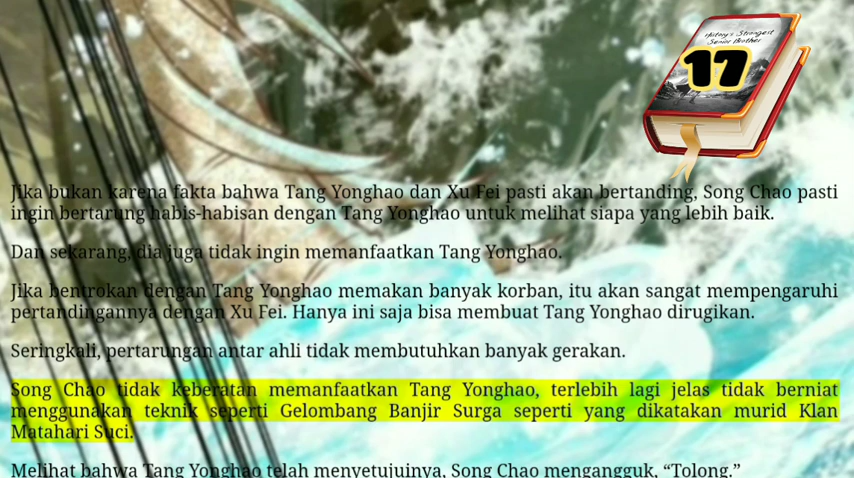 History's Strongest
Senior Brother
17
Jika bukan karena fakta bahwa Tang Yonghao dan Xu Fei pasti akan bertanding, Song Chao pasti
ingin bertarung habis-habisan dengan Tang Yonghao untuk melihat siapa yang lebih baik.
Dan sekarang, dia juga tidak ingin memanfaatkan Tang Yonghao.
Jika bentrokan dengan Tang Yonghao memakan banyak korban, itu akan sangat mempengaruhi
pertandingannya dengan Xu Fei. Hanya ini saja bisa membuat Tang Yonghao dirugikan.
Seringkali, pertarungan antar ahli tidak membutuhkan banyak gerakan.
Song Chao tidak keberatan memanfaatkan Tang Yonghao, terlebih lagi jelas tidak berniat
menggunakan teknik seperti Gelombang Banjir Surga seperti yang dikatakan murid Klan
Matahari Suci.
Melihat bahwa Tang Yonghao telah menyetujuinya, Song Chao mengangguk, “Tolong.”